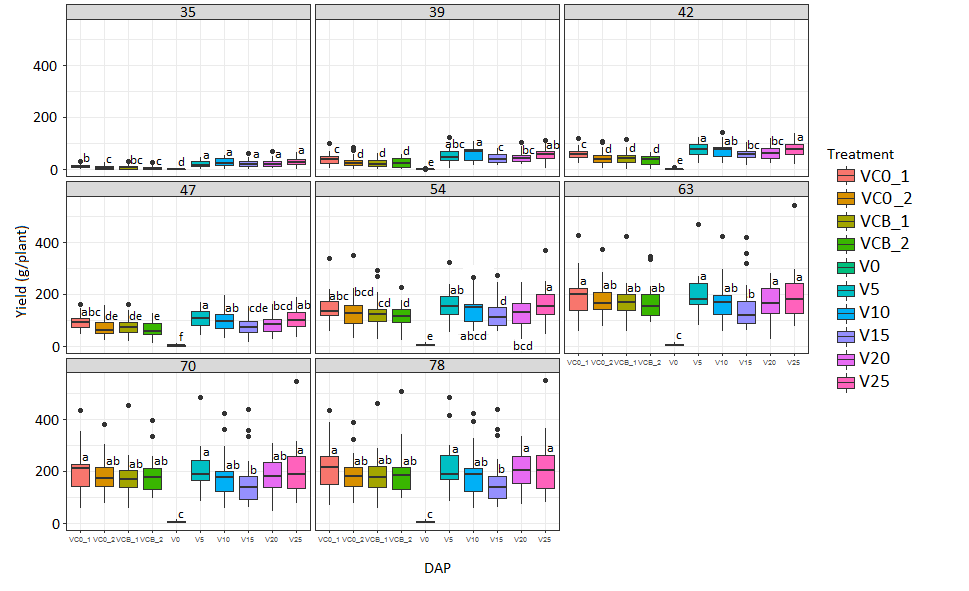 35 39 42
400
200
0
b c bc c d a a a a a
c d d d e abc a c bc ab
c d d d e a ab bc abc a
47 54 63
400
200
0
abc de de e f a ab cde bcd ab
abc bcd cd d e ab abcd d bcd a
ab ab ab ab c a ab b a a
VC0_1 VC0_2 VCB_1 VCB_2 V0 V5 V10 V15 V20 V25
70 78
400
200
0
a ab ab ab c a ab b ab a
a ab ab ab c a ab b a a
VC0_1 VC0_2 VCB_1 VCB_2 V0 V5 V10 V15 V20 V25 VC0_1 VC0_2 VCB_1 VCB_2 V0 V5 V10 V15 V20 V25
Yield (g/plant)
DAP
Treatment
VC0_1
VC0_2
VCB_1
VCB_2
V0
V5
V10
V15
V20
V25